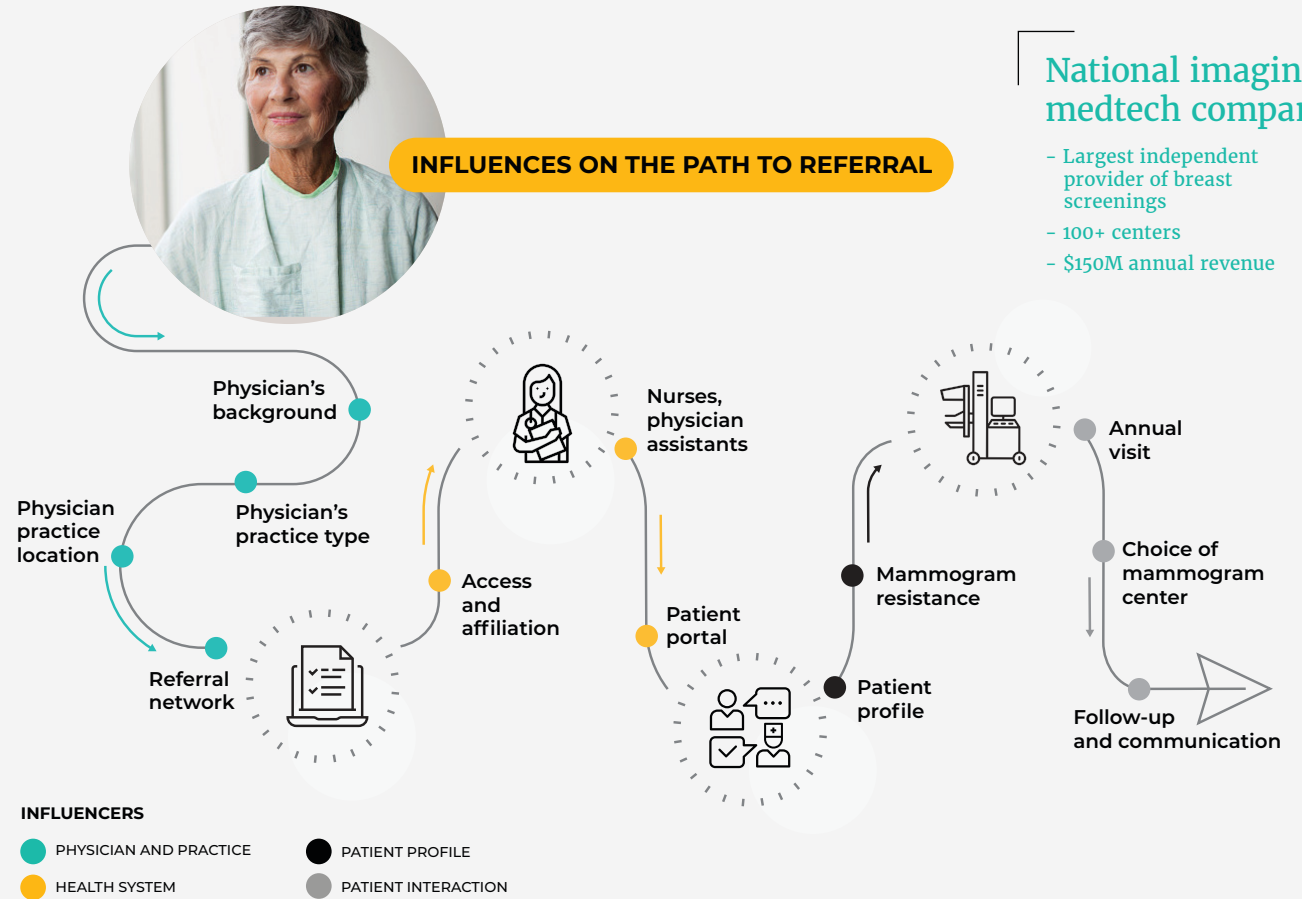 INFLUENCES ON THE PATH TO REFERRAL
National imagin
medtech compar
- Largest independent
provider of breast
screenings
- 100+ centers
- $150M annual revenue
Physician's
background
Physician's
practice type
Physician
practice
location
Referral
network
Access
and
affiliation
Nurses,
physician
assistants
Patient
portal
Patient
profile
Mammogram
resistance
Annual
visit
Choice of
mammogram
center
Follow-up
and communication
INFLUENCERS
PHYSICIAN AND PRACTICE
HEALTH SYSTEM
PATIENT PROFILE
PATIENT INTERACTION